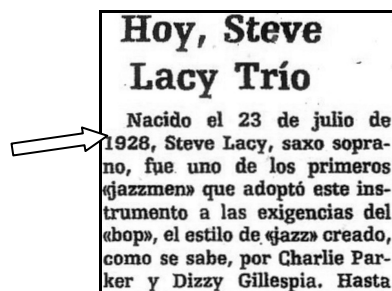 Hoy, Steve
Lacy Trío
Nacido el 23 de julio de
1928, Steve Lacy, saxo sopra-
no, fue uno de los primeros
«jazzmen» que adoptó este ins-
trumento a las exigencias del
«bop», el estilo de «jazz» creado,
como se sabe, por Charlie Par-
ker y Dizzy Gillespia. Hasta